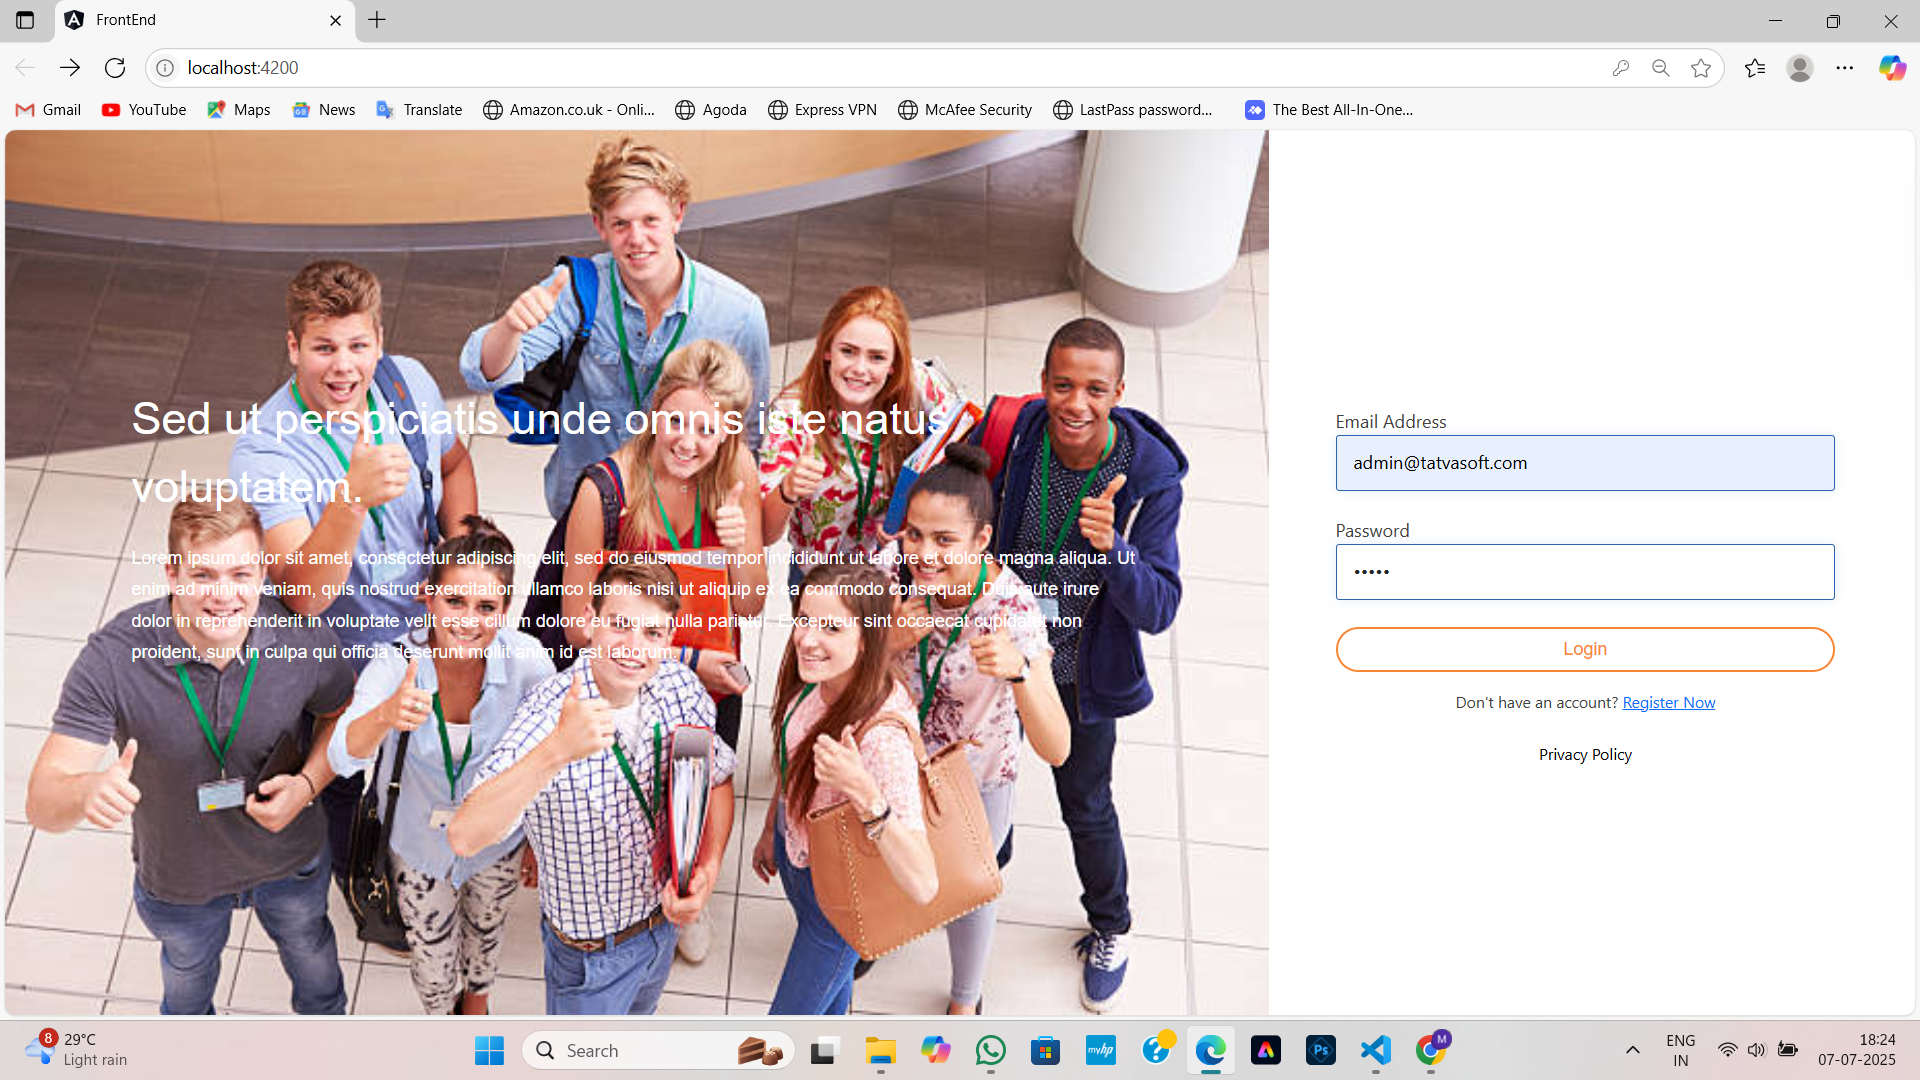 FrontEnd
localhost:4200
Gmail
YouTube
Maps
News
Translate
Amazon.co.uk - Onli...
Agoda
Express VPN
McAfee Security
LastPass password...
The Best All-In-One...
Sed ut perspiciatis unde omnis iste natus
voluptatem.
Lorem ipsum dolor sit amet, consectetur adipiscing elit, sed do eiusmod tempor incididunt ut labore et dolore magna aliqua. Ut
enim ad minim veniam, quis nostrud exercitation ullamco laboris nisi ut aliquip ex ea commodo consequat. Duis aute irure
dolor in reprehenderit in voluptate velit esse cillum dolore eu fugiat nulla pariatur. Excepteur sint occaecat cupidatat non
proident, sunt in culpa qui officia deserunt mollit anim id est laborum.
Email Address
admin@tatvasoft.com
Password
•••••
Login
Don't have an account? Register Now
Privacy Policy
8
29°C
Light rain
Search
myhp
?
Ps
M
ENG
IN
18:24
07-07-2025